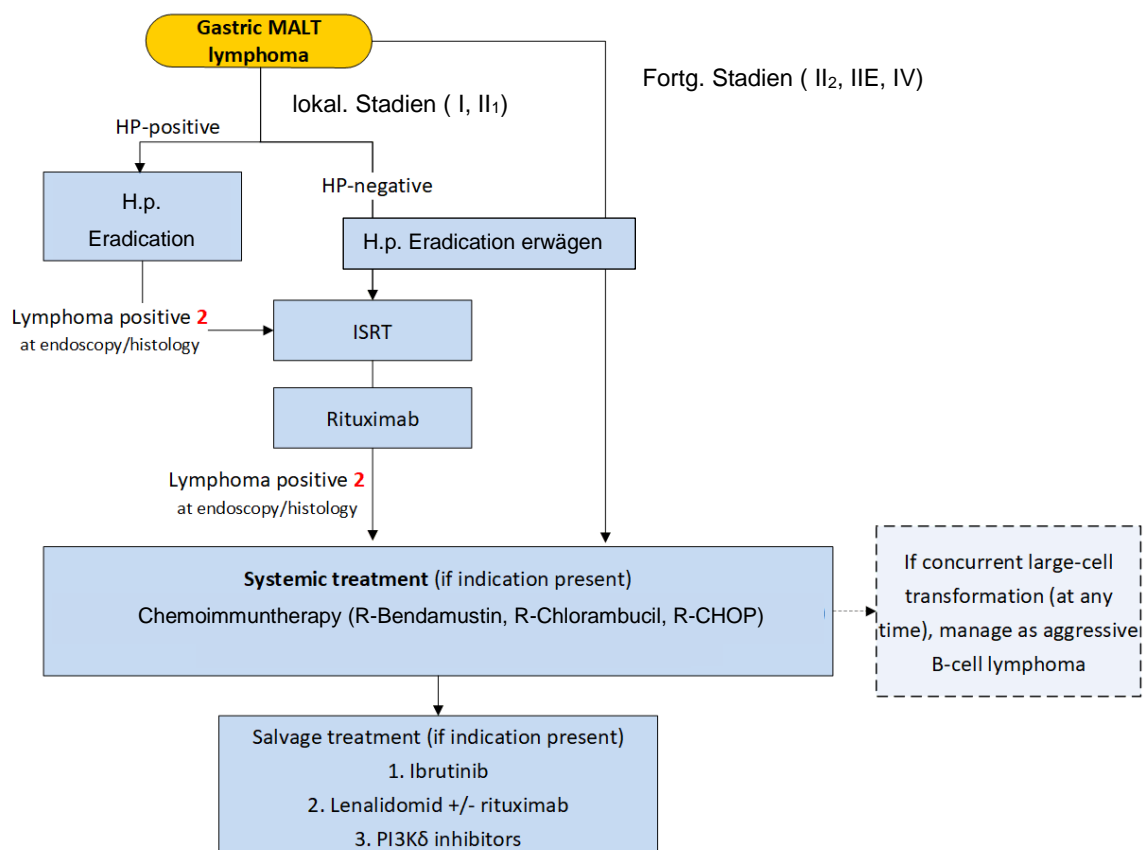 Gastric MALT
lymphoma
Fortg. Stadien ( II₂, IIE, IV)
lokal. Stadien ( I, II₁)
HP-positive
HP-negative
H.p.
Eradication
H.p. Eradication erwägen
Lymphoma positive 2
at endoscopy/histology
ISRT
Rituximab
Lymphoma positive 2
at endoscopy/histology
Systemic treatment (if indication present)
Chemoimmuntherapy (R-Bendamustin, R-Chlorambucil, R-CHOP)
If concurrent large-cell
transformation (at any
time), manage as aggressive
B-cell lymphoma
Salvage treatment (if indication present)
1. Ibrutinib
2. Lenalidomid +/- rituximab
3. PI3Kδ inhibitors